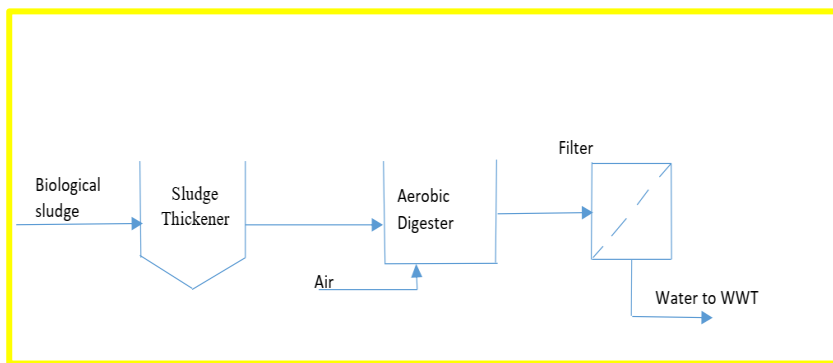 Filter
Biological
sludge
Sludge
Thickener
Aerobic
Digester
Air
Water to WWT